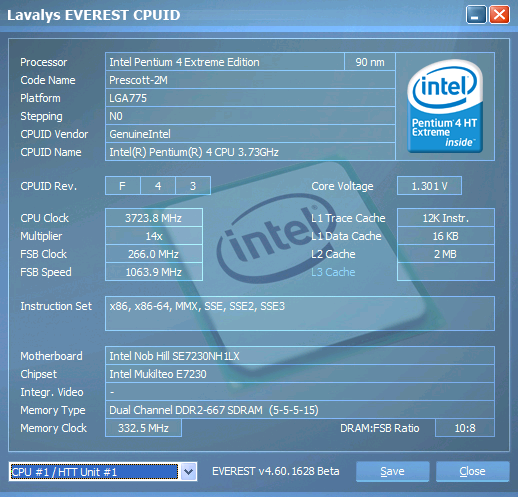 Lavalys EVEREST CPUID
Processor Intel Pentium 4 Extreme Edition 90 nm
Code Name Prescott-2M
Platform LGA775
Stepping N0
CPUID Vendor GenuineIntel
CPUID Name Intel(R) Pentium(R) 4 CPU 3.73GHz
intel
Pentium 4 HT
Extreme
inside™
CPUID Rev. F 4 3 Core Voltage 1.301 V
CPU Clock 3723.8 MHz L1 Trace Cache 12K Instr.
Multiplier 14x L1 Data Cache 16 KB
FSB Clock 266.0 MHz L2 Cache 2 MB
FSB Speed 1063.9 MHz L3 Cache
intel
Instruction Set x86, x86-64, MMX, SSE, SSE2, SSE3
Motherboard Intel Nob Hill SE7230NH1LX
Chipset Intel Mukilteo E7230
Integr. Video -
Memory Type Dual Channel DDR2-667 SDRAM (5-5-5-15)
Memory Clock 332.5 MHz DRAM:FSB Ratio 10:8
CPU #1 / HTT Unit #1 EVEREST v4.60.1628 Beta Save Close